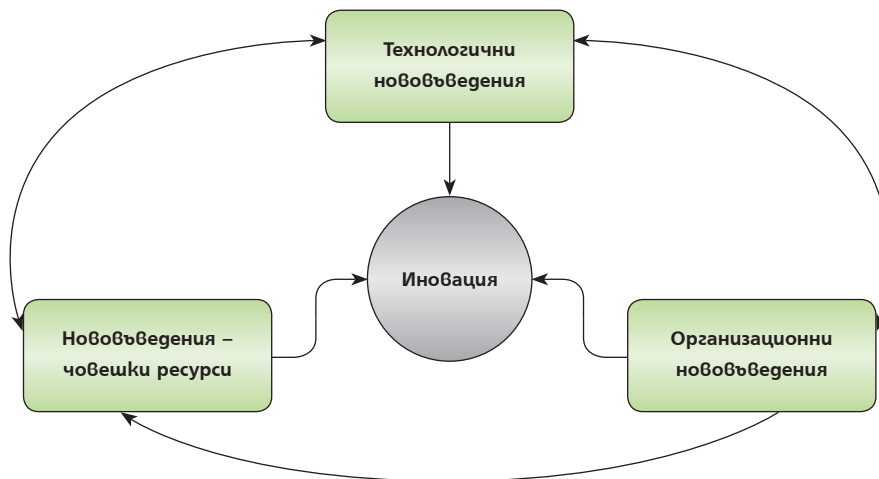 Технологични
нововъведения
Иновация
Нововъведения –
човешки ресурси
Организационни
нововъведения